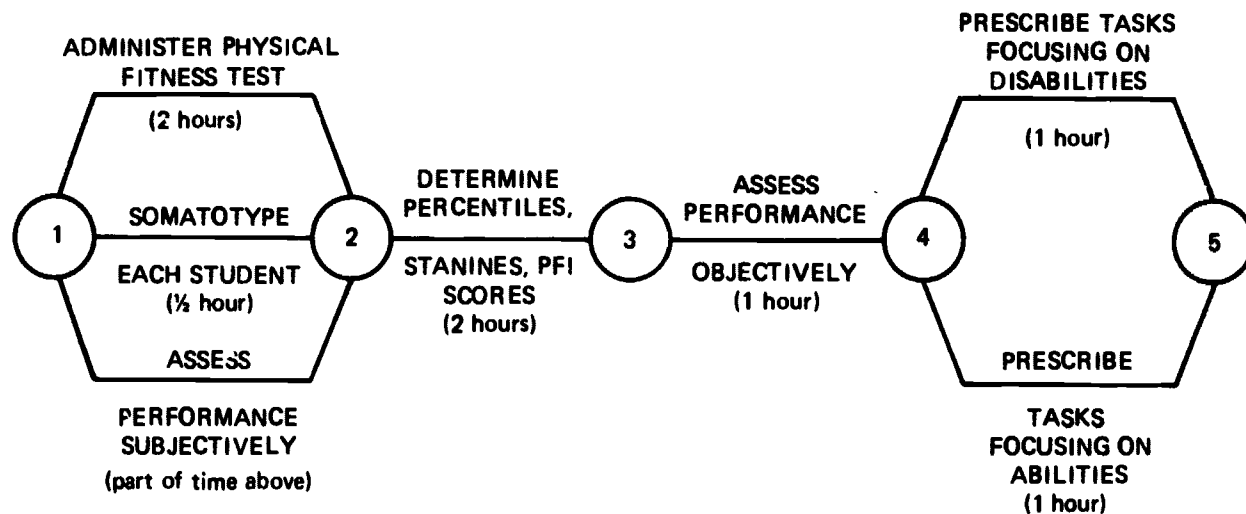 ADMINISTER PHYSICAL
FITNESS TEST
(2 hours)
1
SOMATOTYPE
EACH STUDENT
(½ hour)
ASSESS
PERFORMANCE
SUBJECTIVELY
(part of time above)
2
DETERMINE
PERCENTILES,
STANINES, PFI
SCORES
(2 hours)
3
ASSESS
PERFORMANCE
OBJECTIVELY
(1 hour)
4
PRESCRIBE TASKS
FOCUSING ON
DISABILITIES
(1 hour)
PRESCRIBE
TASKS
FOCUSING ON
ABILITIES
(1 hour)
5